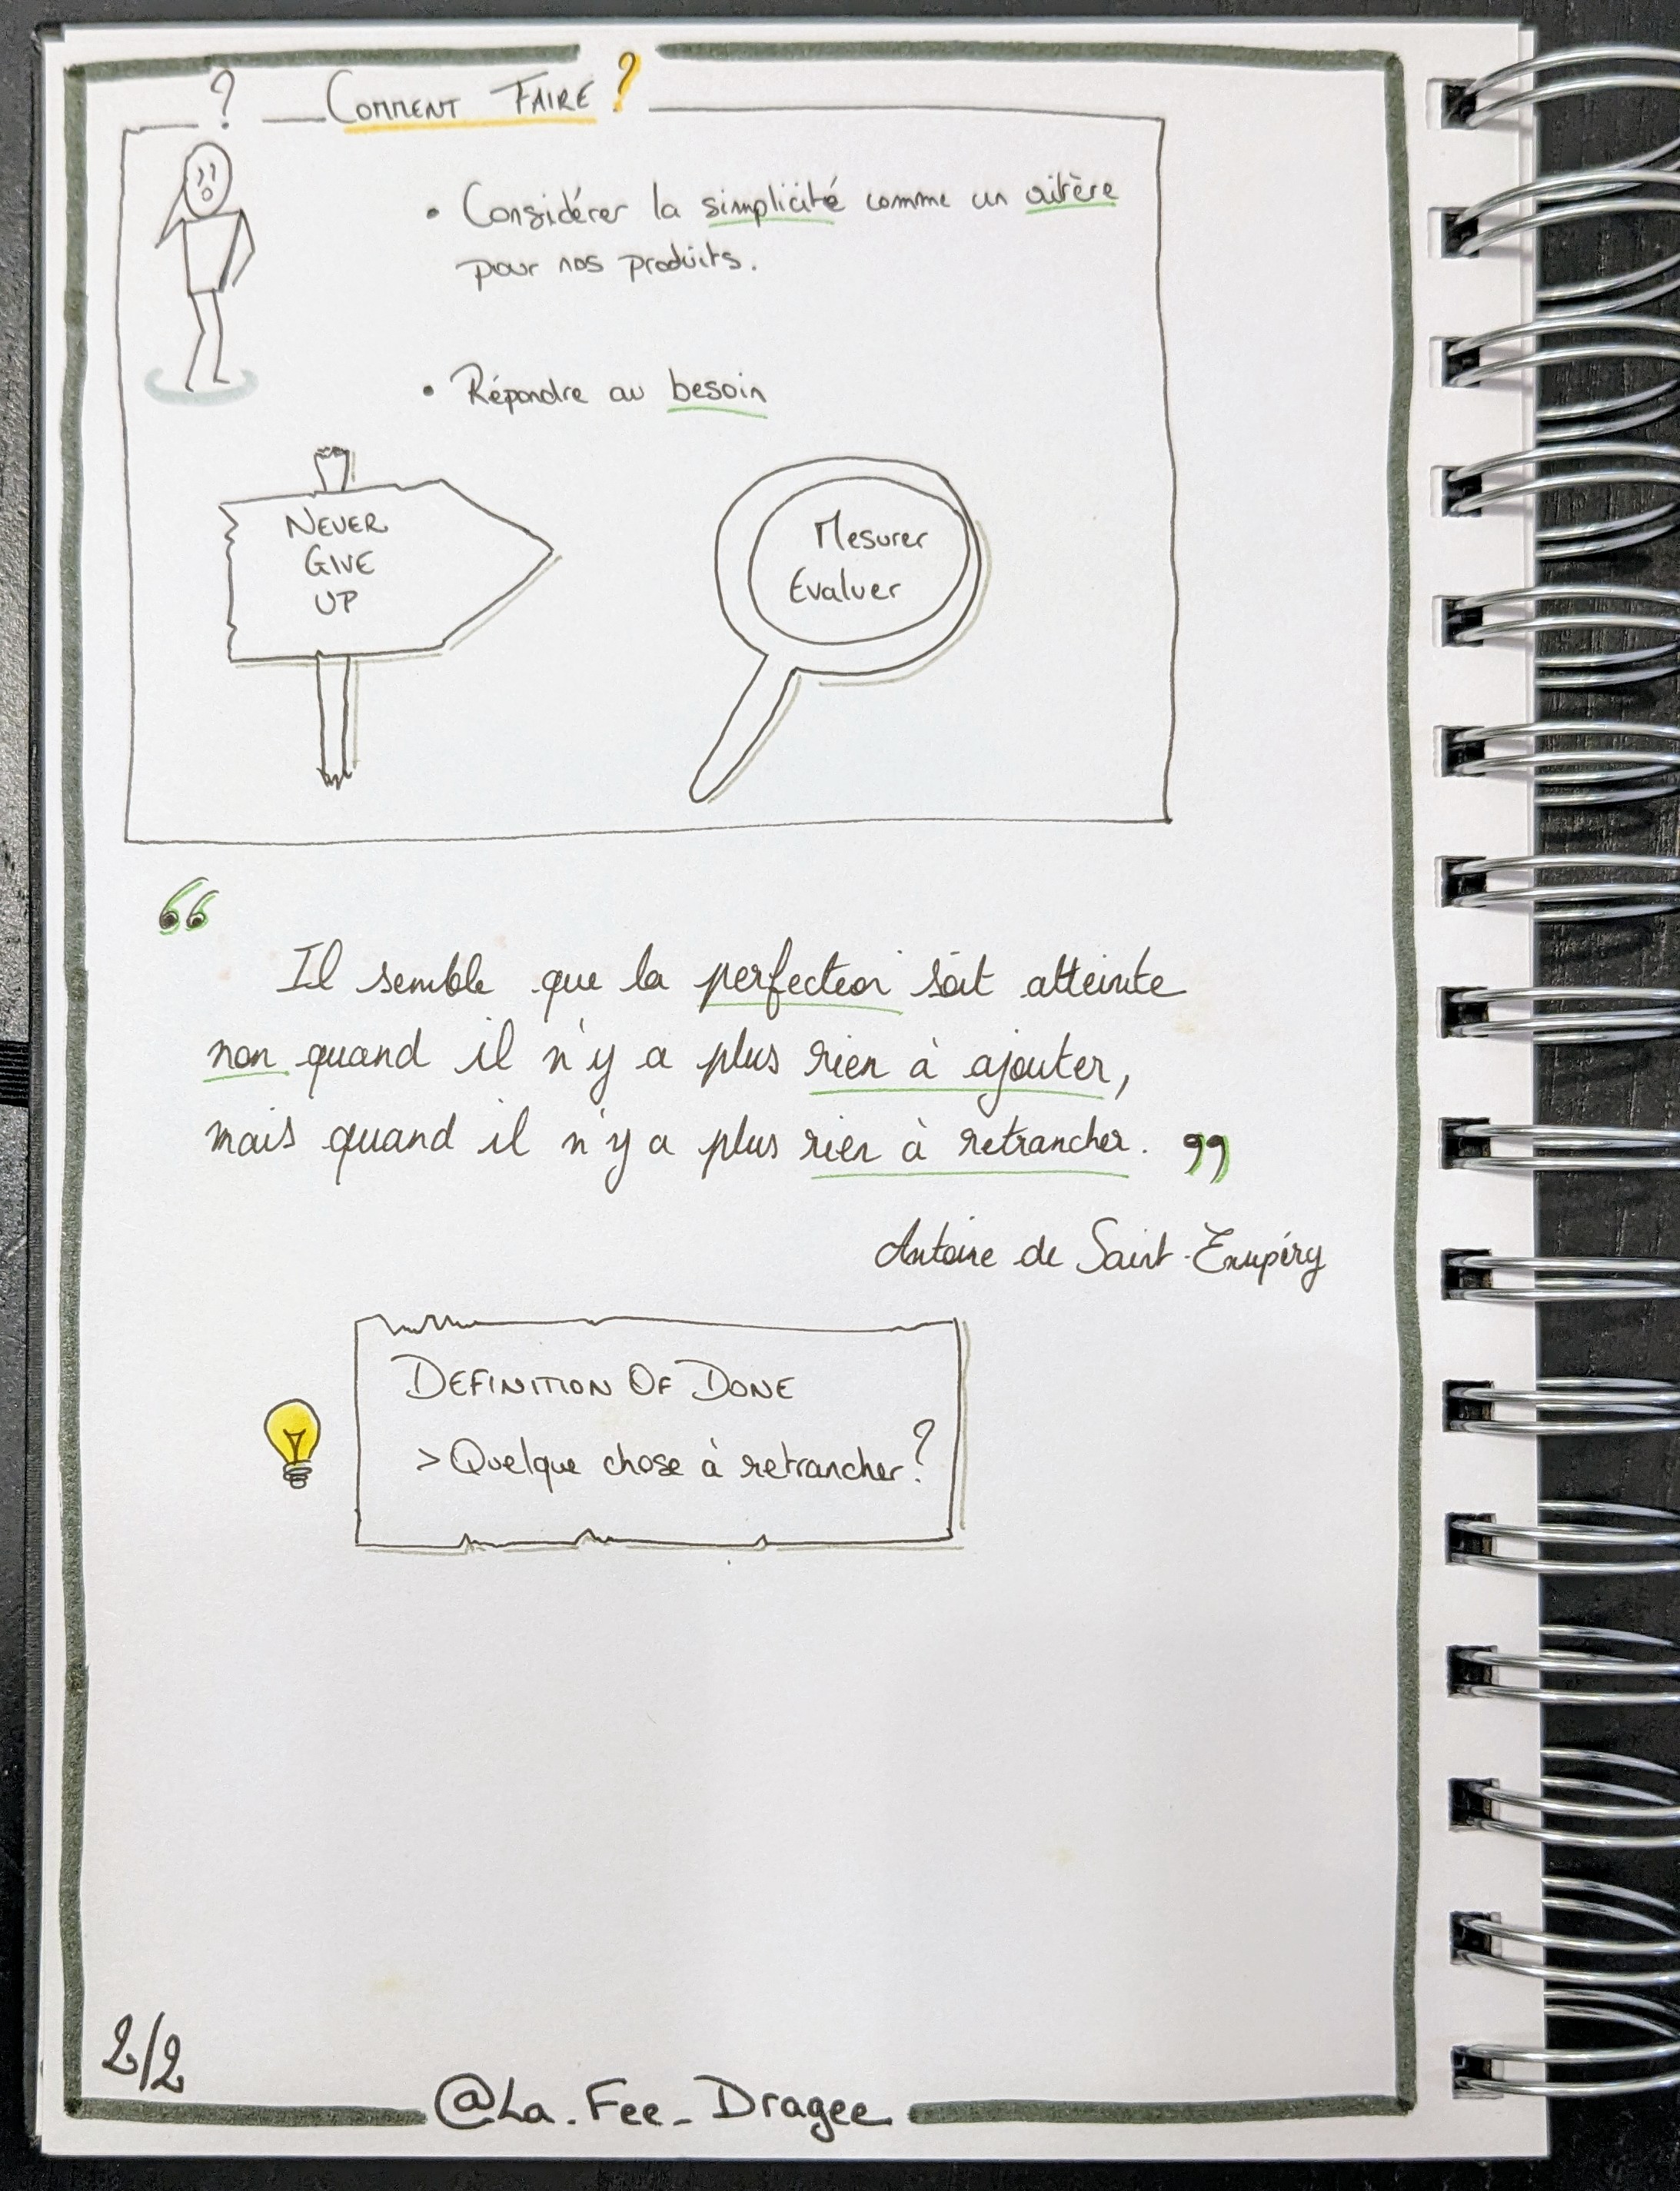 ?
COMMENT FAIRE ?
• Considérer la simplicité comme un critère
pour nos produits.
• Répondre au besoin
NEVER
GIVE
UP
Mesurer
Evaluer
“
Il semble que la perfection soit atteinte
non quand il n'y a plus rien à ajouter,
mais quand il n'y a plus rien à retrancher. ”
Antoine de Saint-Exupéry
DEFINITION OF DONE
> Quelque chose à retrancher ?
2/2
@La_Fee_Dragee